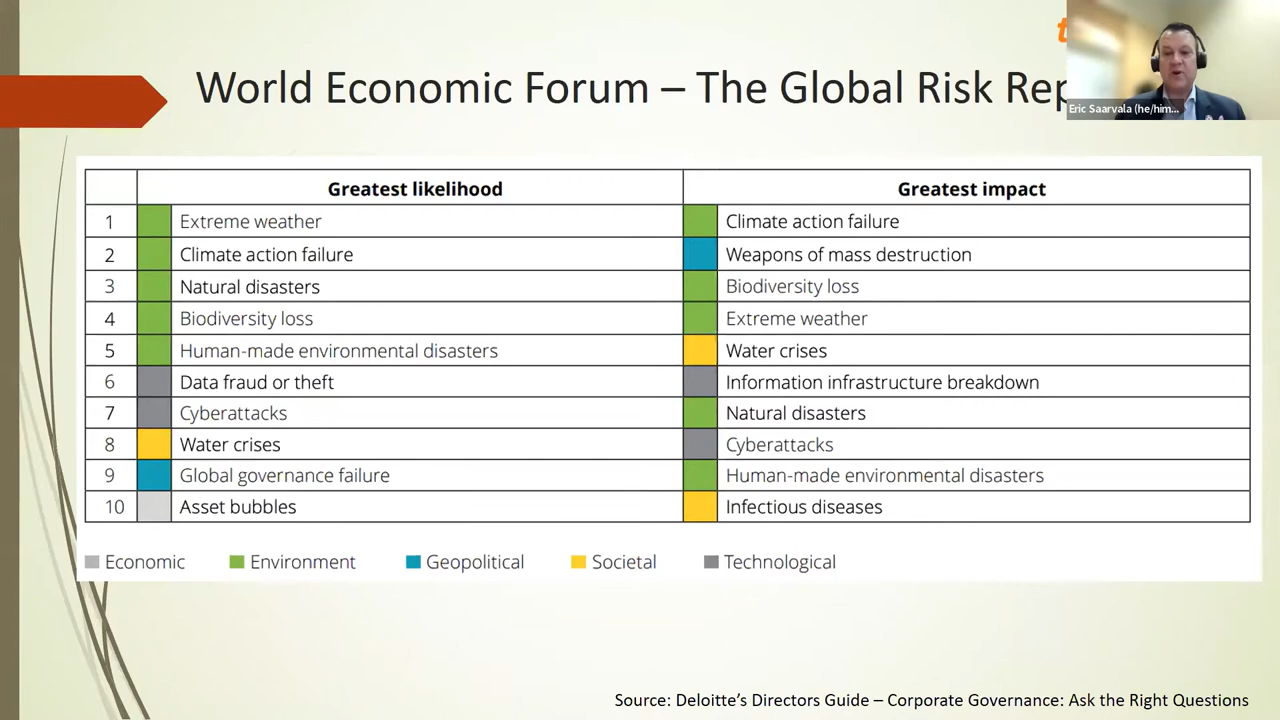 World Economic Forum – The Global Risk
Eric Saarvala (he/him...
Greatest likelihood Greatest impact
1 Extreme weather Climate action failure
2 Climate action failure Weapons of mass destruction
3 Natural disasters Biodiversity loss
4 Biodiversity loss Extreme weather
5 Human-made environmental disasters Water crises
6 Data fraud or theft Information infrastructure breakdown
7 Cyberattacks Natural disasters
8 Water crises Cyberattacks
9 Global governance failure Human-made environmental disasters
10 Asset bubbles Infectious diseases
Economic Environment Geopolitical Societal Technological
Source: Deloitte's Directors Guide – Corporate Governance: Ask the Right Questions